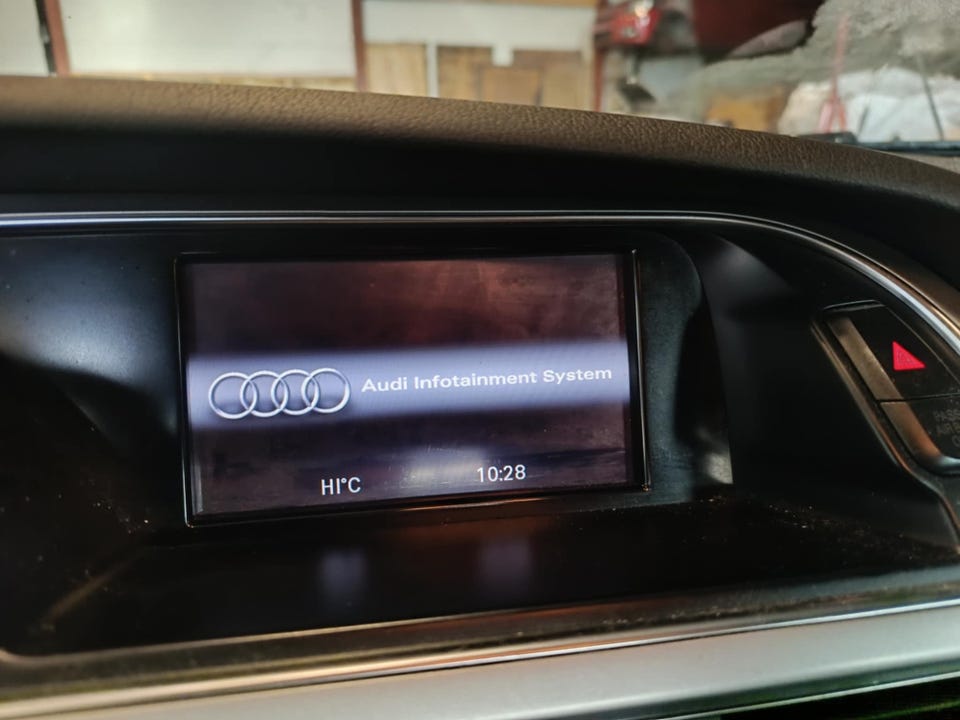 Audi Infotainment System
HI°C 10:28